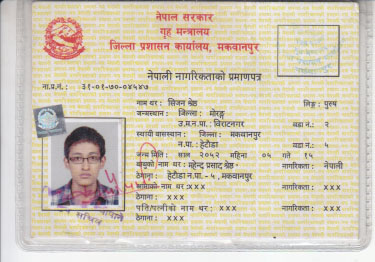 नेपाल सरकार
गृह मन्त्रालय
जिल्ला प्रशासन कार्यालय, मकवानपुर
नेपाली नागरिकताको प्रमाणपत्र
ना.प्र.नं. : ३१-०१-७०-०४५४७
नाम थर : सिजन श्रेष्ठ लिङ्ग : पुरुष
जन्मस्थान : जिल्ला : मोरङ्ग
उ.म.न.पा. : विराटनगर वडा नं. : २
स्थायी बासस्थान : जिल्ला : मकवानपुर
न.पा. : हेटौडा वडा नं. : ५
जन्म मिति : साल २०५२ महिना ०५ गते १५
बाबुको नाम थर : महेन्द्र प्रसाद श्रेष्ठ नागरिकता : नेपाली
ठेगाना : हेटौडा न.पा. - ५, मकवानपुर
आमाको नाम थर : xxx नागरिकता : xxx
ठेगाना : xxx
पति/पत्नीको नाम थर : xxx नागरिकता : xxx
ठेगाना : xxx